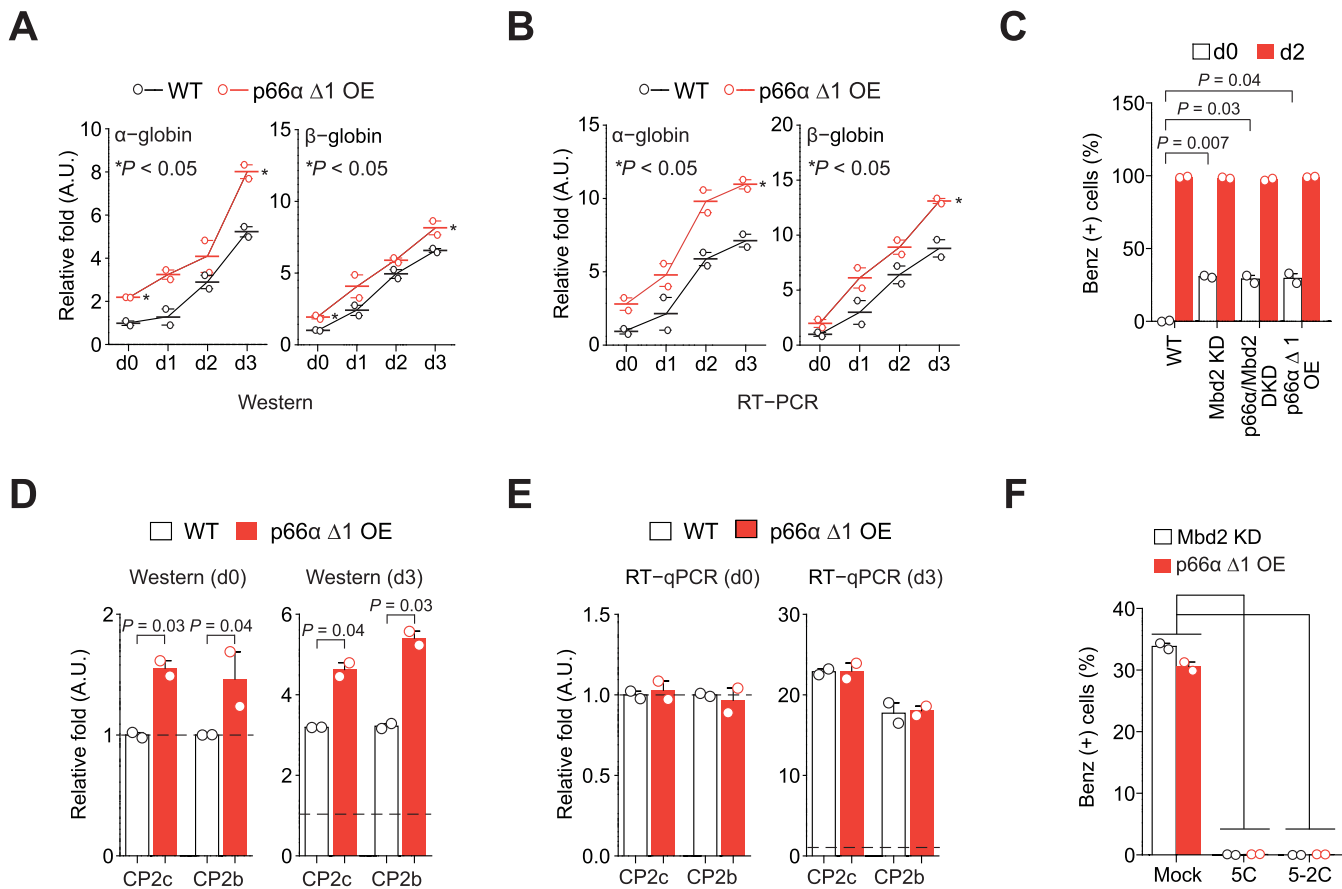 A
WT p66α Δ1 OE
Relative fold (A.U.)
α−globin
*P < 0.05
10
8
6
4
2
0
*
*
d0 d1 d2 d3
β−globin
*P < 0.05
15
10
5
0
*
*
d0 d1 d2 d3
Western
B
WT p66α Δ1 OE
Relative fold (A.U.)
α−globin
*P < 0.05
15
10
5
0
*
d0 d1 d2 d3
β−globin
*P < 0.05
20
15
10
5
0
*
d0 d1 d2 d3
RT−PCR
C
d0 d2
P = 0.04
P = 0.03
P = 0.007
Benz (+) cells (%)
150
100
50
0
WT
Mbd2 KD
p66α/Mbd2
DKD
p66α Δ 1
OE
D
WT p66α Δ1 OE
Western (d0)
Relative fold (A.U.)
P = 0.03
P = 0.04
2
1
0
CP2c CP2b
Western (d3)
P = 0.03
P = 0.04
6
4
2
0
CP2c CP2b
E
WT p66α Δ1 OE
RT−qPCR (d0)
Relative fold (A.U.)
1.5
1.0
0.5
0.0
CP2c CP2b
RT−qPCR (d3)
30
20
10
0
CP2c CP2b
F
Mbd2 KD
p66α Δ1 OE
Benz (+) cells (%)
40
30
20
10
0
Mock 5C 5-2C